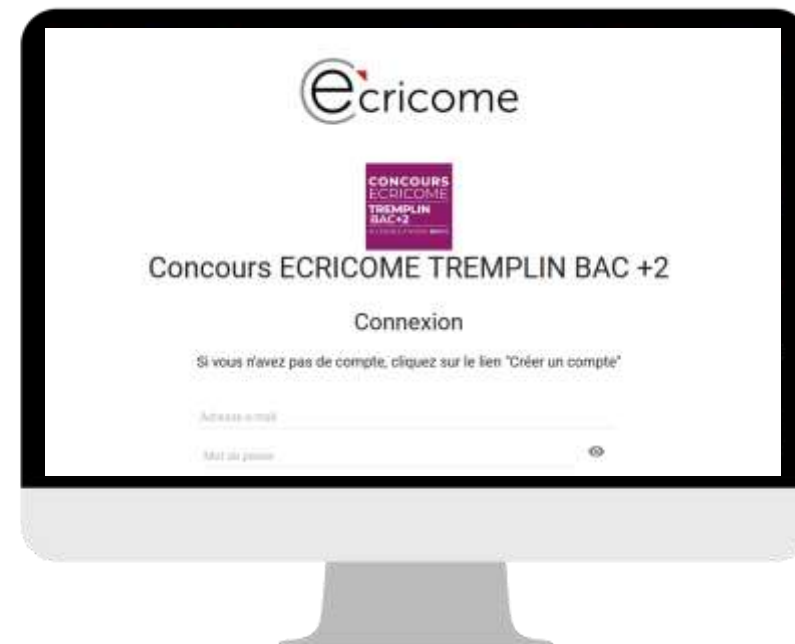 ecricome
CONCOURS
ECRICOME
TREMPLIN
BAC+2
Concours ECRICOME TREMPLIN BAC +2
Connexion
Si vous n'avez pas de compte, cliquez sur le lien "Créer un compte"
Adresse e-mail
Mot de passe